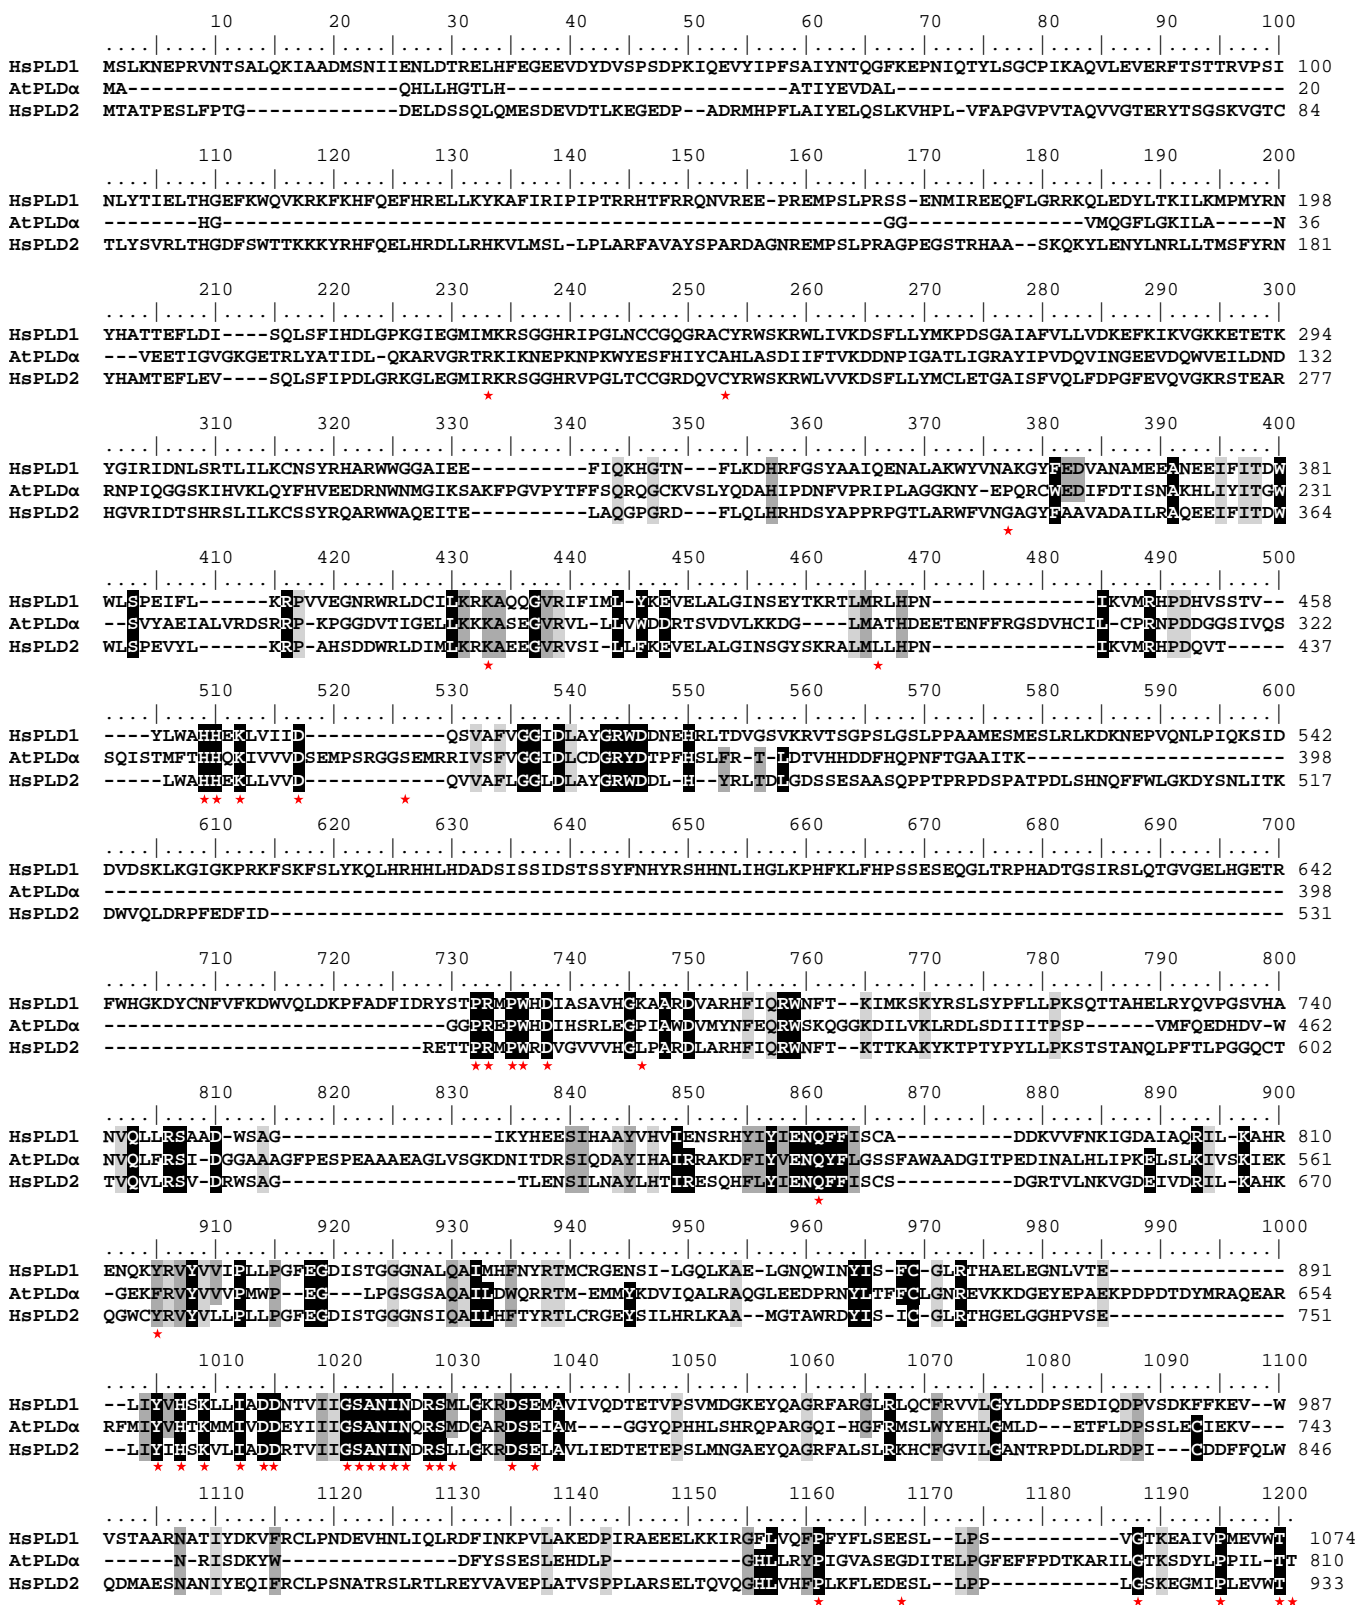 10 20 30 40 50 60 70 80 90 100
....|....|....|....|....|....|....|....|....|....|....|....|....|....|....|....|....|....|....|....|
HsPLD1 MSLKNEPRVNTSALQKIAADMSNIIENLDTRELHFEGEEVDYDVSPSDPKIQEVYIPFSAIYNTQGFKEPNIQTYLSGCPIKAQVLEVERFTSTTRVPSI 100
AtPLDα MA-----------------------QHLLHGTLH------------------------ATIYEVDAL--------------------------------- 20
HsPLD2 MTATPESLFPTG-------------DELDSSQLQMESDEVDTLKEGEDP---ADRMHPFLAIYELQSLKVHPL-VFAPGVPVTAQVVGTERYTSGSKVGTC 84
110 120 130 140 150 160 170 180 190 200
....|....|....|....|....|....|....|....|....|....|....|....|....|....|....|....|....|....|....|....|
HsPLD1 NLYTIELTHGEFKWQVKRKFKHFQEFHRELLKYKAFIRIPIPTRRHTFRRQNVREE-PREMPSLPRSS-ENMIREEQFLGRRKQLEDYLTKILKMPMYRN 198
AtPLDα --------HG--------------------------------------------------------GG---------------VMQGFLGKILA-----N 36
HsPLD2 TLYSVRLTHGDFSWTTKKKYRHFQELHRDLLRHKVLMSL-LPLARFAVAYSPARDAGNREMPSLPRAGPEGSTRHAA--SKQKYLENYLNRLLTMSFYRN 181
210 220 230 240 250 260 270 280 290 300
....|....|....|....|....|....|....|....|....|....|....|....|....|....|....|....|....|....|....|....|
HsPLD1 YHATTEFLDI----SQLSFIHDLGPKGIEGMIMKRSGGHRIPGLNCCGQGRACYRWSKRWLIVKDSFLLYMKPDSGAIAFVLLVDKEFKIKVGKKETETK 294
AtPLDα ---VEETIGVGKGETRLYATIDL-QKARVGRTRKIKNEPKNPKWYESFHIYCAHLASDIIFTVKDDNPIGATLIGRAYIPVDQVINGEEVDQWVEILDND 132
HsPLD2 YHAMTEFLEV----SQLSFIPDLGRKGLEGMIRKRSGGHRVPGLTCCGRDQVCYRWSKRWLVVKDSFLLYMCLETGAISFVQLFDPGFEVQVGKRSTEAR 277
310 320 330 340 350 360 370 380 390 400
....|....|....|....|....|....|....|....|....|....|....|....|....|....|....|....|....|....|....|....|
HsPLD1 YGIRIDNLSRTLILKCNSYRHARWWGGAIEE----------FIQKHGTN---FLKDHRFGSYAAIQENALAKWYVNAKGYFEDVANAMEEANEEIFITDW 381
AtPLDα RNPIQGGSKIHVKLQYFHVEEDRNWNMGIKSAKFPGVPYTFFSQRQGCKVSLYQDAHIPDNFVPRIPLAGGKNY-EPQRCWEDIFDTISNAKHLIYITGW 231
HsPLD2 HGVRIDTSHRSLILKCSSYRQARWWAQEITE----------LAQGPGRD---FLQLHRHDSYAPPRPGTLARWFVNGAGYFAAVADAILRAQEEIFITDW 364
410 420 430 440 450 460 470 480 490 500
....|....|....|....|....|....|....|....|....|....|....|....|....|....|....|....|....|....|....|....|
HsPLD1 WLSPEIFL------KRPVVEGNRWRLDCILKRKAQQGVRIFIML-YKEVELALGINSEYTKRTLMRLHPN--------------IKVMRHPDHVSSTV-- 458
AtPLDα --SVYAEIALVRDSRRP-KPGGDVTIGELLKKKASEGVRVL-LLVWDDRTSVDVLKKDG----LMATHDEETENFFRGSDVHCIL-CPRNPDDGGSIVQS 322
HsPLD2 WLSPEVYL------KRP-AHSDDWRLDIMLKRKAEEGVRVSI-LLFKEVELALGINSGYSKRALMLLHPN--------------IKVMRHPDQVT----- 437
510 520 530 540 550 560 570 580 590 600
....|....|....|....|....|....|....|....|....|....|....|....|....|....|....|....|....|....|....|....|
HsPLD1 ----YLWAHHEKLVIID------------QSVAFVGGIDLAYGRWDDNEHRLTDVGSVKRVTSGPSLGSLPPAAMESMESLRLKDKNEPVQNLPIQKSID 542
AtPLDα SQISTMFTHHQKIVVVDSEMPSRGGSEMRRIVSFVGGIDLCDGRYDTPFHSLFR-T-LDTVHHDDFHQPNFTGAAITK---------------------- 398
HsPLD2 -----LWAHHEKLLVVD------------QVVAFLGGLDLAYGRWDDL-H--YRLTDLGDSSESAASQPPTPRPDSPATPDLSHNQFFWLGKDYSNLITK 517
610 620 630 640 650 660 670 680 690 700
....|....|....|....|....|....|....|....|....|....|....|....|....|....|....|....|....|....|....|....|
HsPLD1 DVDSKLKGIGKPRKFSKFSLYKQLHRHHLHDADSISSIDSTSSYFNHYRSHHNLIHGLKPHFKLFHPSSESEQGLTRPHADTGSIRSLQTGVGELHGETR 642
AtPLDα ---------------------------------------------------------------------------------------------------- 398
HsPLD2 DWVQLDRPFEDFID-------------------------------------------------------------------------------------- 531
710 720 730 740 750 760 770 780 790 800
....|....|....|....|....|....|....|....|....|....|....|....|....|....|....|....|....|....|....|....|
HsPLD1 FWHGKDYCNFVFKDWVQLDKPFADFIDRYSTPRMPWHDIASAVHGKAARDVARHFIQRWNFT--KIMKSKYRSLSYPFLLPKSQTTAHELRYQVPGSVHA 740
AtPLDα -----------------------------GGPREPWHDIHSRLEGPIAWDVMYNFEQRWSKQGGKDILVKLRDLSDIIITPSP------VMFQEDHDV-W 462
HsPLD2 ---------------------------RETTPRMPWRDVGVVVHGLPARDLARHFIQRWNFT--KTTKAKYKTPTYPYLLPKSTSTANQLPFTLPGGQCT 602
810 820 830 840 850 860 870 880 890 900
....|....|....|....|....|....|....|....|....|....|....|....|....|....|....|....|....|....|....|....|
HsPLD1 NVQLLRSAAD-WSAG------------------IKYHEESIHAAYVHVIENSRHYIYIENQFFISCA----------DDKVVFNKIGDAIAQRIL-KAHR 810
AtPLDα NVQLFRSI-DGGAAAGFPESPEAAAEAGLVSGKDNITDRSIQDAYIHAIRRAKDFIYVENQYFLGSSFAWAADGITPEDINALHLIPKELSLKIVSKIEK 561
HsPLD2 TVQVLRSV-DRWSAG------------------TLENSILNAYLHTIRESQHFLYIENQFFISCS------------DGRTVLNKVGDEIVDRIL-KAHK 670
910 920 930 940 950 960 970 980 990 1000
....|....|....|....|....|....|....|....|....|....|....|....|....|....|....|....|....|....|....|....|
HsPLD1 ENQKYRVYVVIPLLPGFEGDISTGGGNALQAIMHFNYRTMCRGENSI-LGQLKAE-LGNQWINYIS-FC-GLRTHAELEGNLVTE--------------- 891
AtPLDα -GEKFRVYVVVPMWP--EG---LPGSGSAQAILDWQRRTM-EMMYKDVIQALRAQGLEEDPRNYLTFFCLGNREVKKDGEYEPAEKPDPDTDYMRAQEAR 654
HsPLD2 QGWCYRVYVLLPLLPGFEGDISTGGGNSIQAILHFTYRTLCRGEYSILHRLKAA--MGTAWRDYIS-IC-GLRTHGELGGHPVSE--------------- 751
1010 1020 1030 1040 1050 1060 1070 1080 1090 1100
....|....|....|....|....|....|....|....|....|....|....|....|....|....|....|....|....|....|....|....|
HsPLD1 --LIYVHSKLLIADDNTVIIGSANINDRSMLGKRDSEMAVIVQDTETVPSVMDGKEYQAGRFARGLRLQCFRVVLGYLDDPSEDIQDPVSDKFFKEV--W 987
AtPLDα RFMIYVHTKMMIVDDEYIIIGSANINQRSMDGARDSEIAM----GGYQPHHLSHRQPARGQI-HGFRMSLWYEHLGMLD---ETFLDPSSLECIEKV--- 743
HsPLD2 --LIYIHSKVLIADDRTVIIGSANINDRSLLGKRDSELAVLIEDTETEPSLMNGAEYQAGRFALSLRKHCFGVILGANTRPDLDLRDPI---CDDFFQLW 846
1110 1120 1130 1140 1150 1160 1170 1180 1190 1200
....|....|....|....|....|....|....|....|....|....|....|....|....|....|....|....|....|....|....|....|.
HsPLD1 VSTAARNATIYDKVFRCLPNDEVHNLIQLRDFINKPVLAKEDPIRAEEELKKIRGFLVQFPFYFLSEESL--LPS-----------VGTKEAIVPMEVWT 1074
AtPLDα ------N-RISDKYW---------------DFYSSESLEHDLP-----------GHLLRYPIGVASEGDITELPGFEFFPDTKARILGTKSDYLPPIL-TT 810
HsPLD2 QDMAESNANIYEQIFRCLPSNATRSLRTLREYVAVEPLATVSPPLARSELTQVQGHLVHFPLKFLEDESL--LPP-----------LGSKEGMIPLEVWT 933